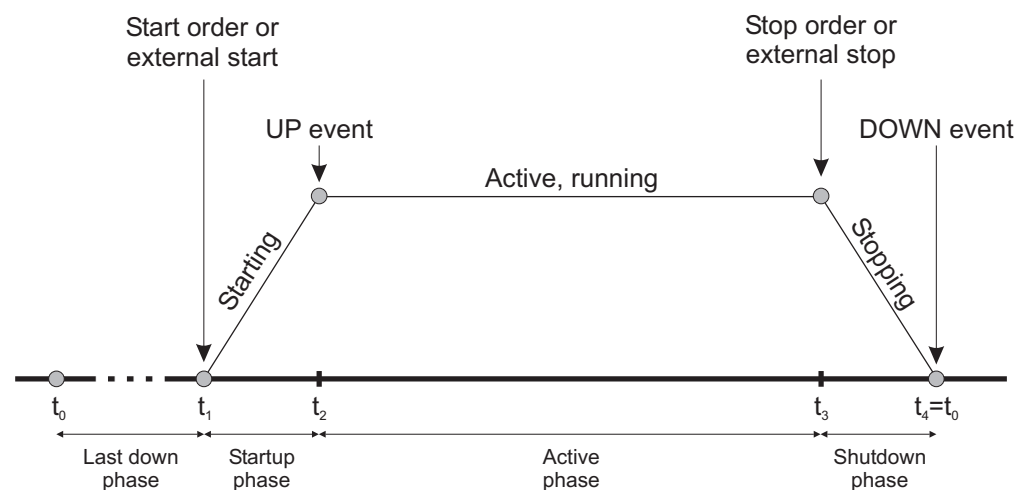 Start order or
external start
Stop order or
external stop
UP event
DOWN event
Active, running
Starting
Stopping
t₀
t₁
t₂
t₃
t₄=t₀
Last down
phase
Startup
phase
Active
phase
Shutdown
phase